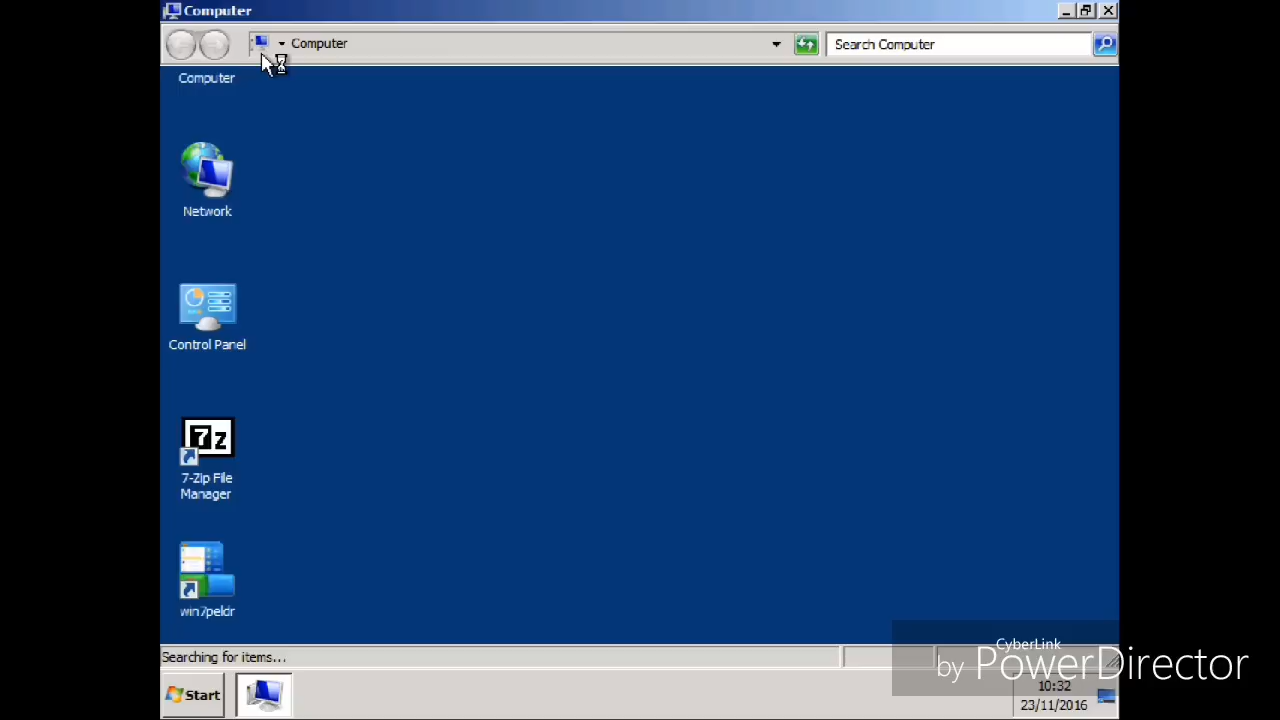 Computer
Computer
Search Computer
Computer
Network
Control Panel
7z
7-Zip File
Manager
win7peldr
Searching for items...
CyberLink
by PowerDirector
Start
10:32
23/11/2016